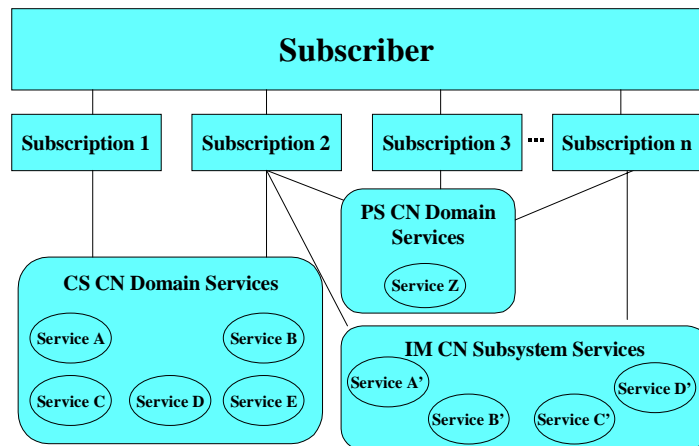 Subscriber
Subscription 1
Subscription 2
Subscription 3
...
Subscription n
PS CN Domain
Services
Service Z
CS CN Domain Services
Service A
Service B
Service C
Service D
Service E
IM CN Subsystem Services
Service A’
Service B’
Service C’
Service D’